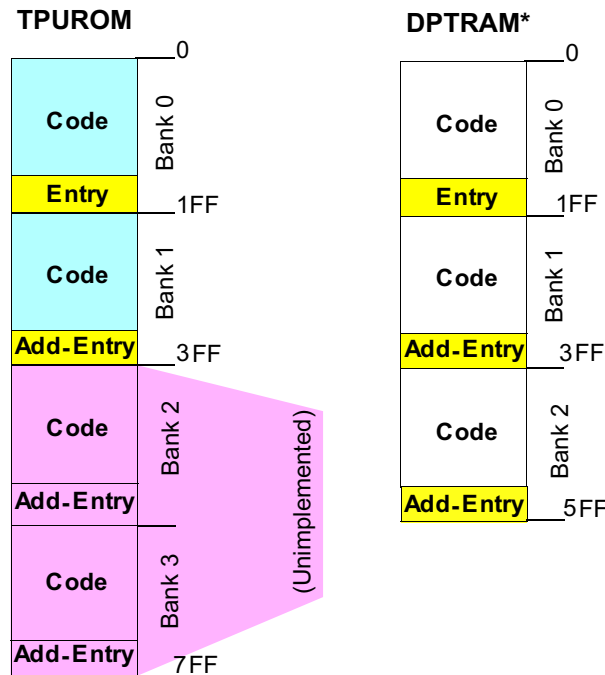 TPUROM
0
Code
Bank 0
Entry
1FF
Code
Bank 1
Add-Entry
3FF
Code
Bank 2
Add-Entry
Code
Bank 3
Add-Entry
7FF
(Unimplemented)
DPTRAM*
0
Code
Bank 0
Entry
1FF
Code
Bank 1
Add-Entry
3FF
Code
Bank 2
Add-Entry
5FF